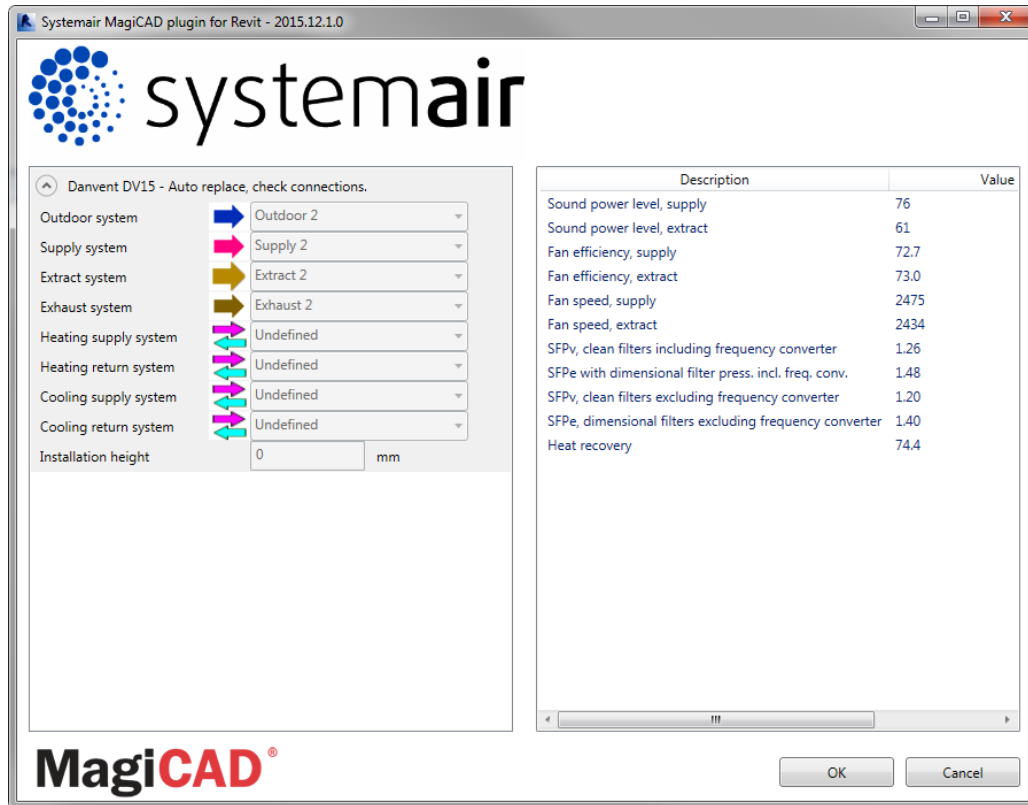 Systemair MagiCAD plugin for Revit - 2015.12.1.0
systemair
Danvent DV15 - Auto replace, check connections.
Outdoor system Outdoor 2
Supply system Supply 2
Extract system Extract 2
Exhaust system Exhaust 2
Heating supply system Undefined
Heating return system Undefined
Cooling supply system Undefined
Cooling return system Undefined
Installation height 0 mm
Description Value
Sound power level, supply 76
Sound power level, extract 61
Fan efficiency, supply 72.7
Fan efficiency, extract 73.0
Fan speed, supply 2475
Fan speed, extract 2434
SFPv, clean filters including frequency converter 1.26
SFPe with dimensional filter press. incl. freq. conv. 1.48
SFPv, clean filters excluding frequency converter 1.20
SFPe, dimensional filters excluding frequency converter 1.40
Heat recovery 74.4
MagiCAD®
OK Cancel